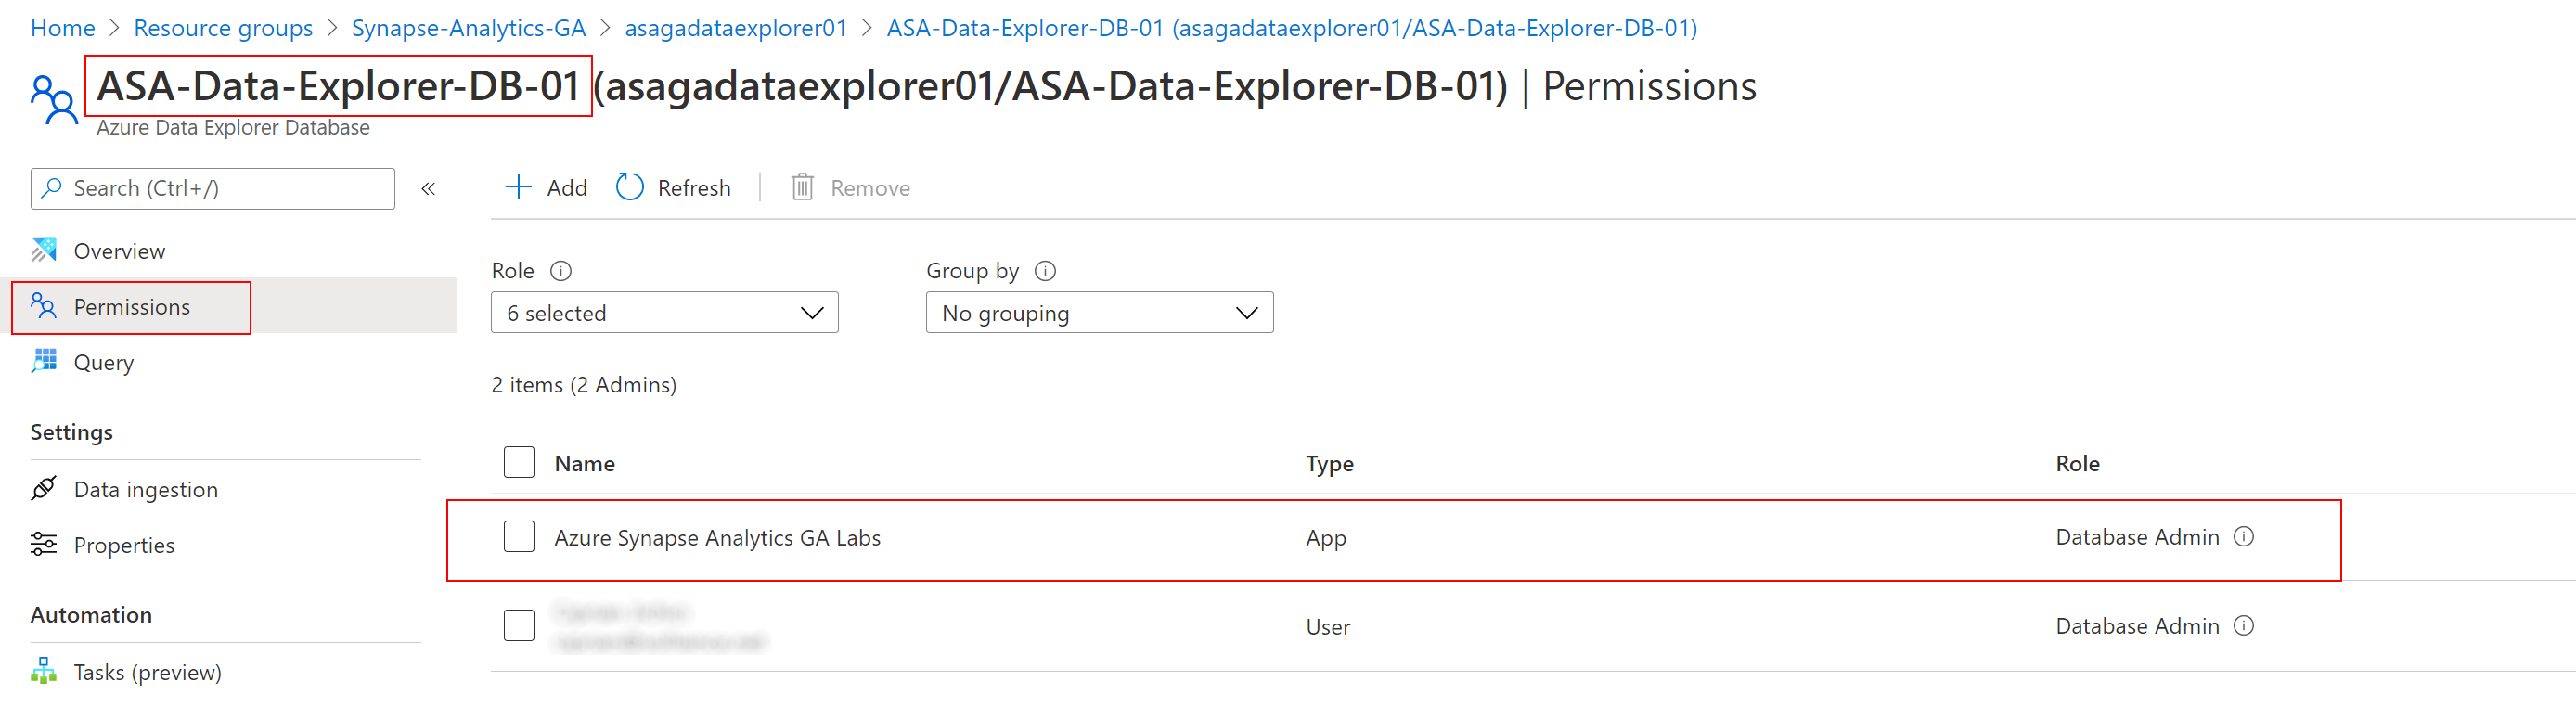 Home > Resource groups > Synapse-Analytics-GA > asagadataexplorer01 > ASA-Data-Explorer-DB-01 (asagadataexplorer01/ASA-Data-Explorer-DB-01)
ASA-Data-Explorer-DB-01 (asagadataexplorer01/ASA-Data-Explorer-DB-01) | Permissions
Azure Data Explorer Database
Search (Ctrl+/) «
Overview
Permissions
Query
Settings
Data ingestion
Properties
Automation
Tasks (preview)
Add Refresh Remove
Role Group by
6 selected No grouping
2 items (2 Admins)
Name Type Role
Azure Synapse Analytics GA Labs App Database Admin
User Database Admin